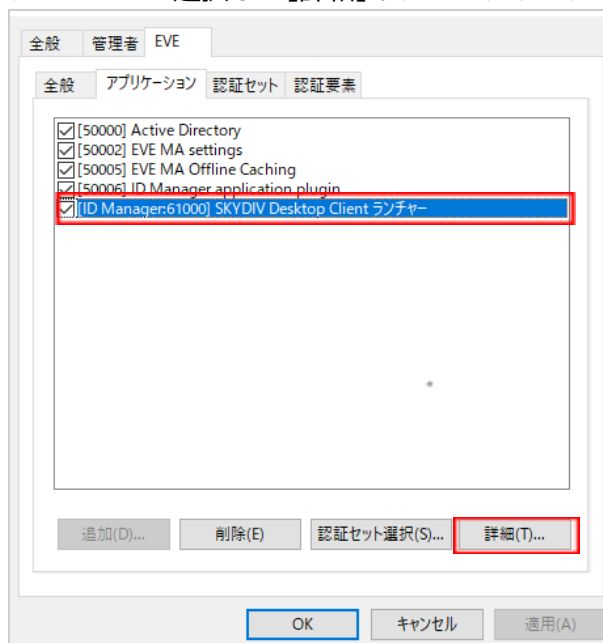 全般 管理者 EVE
全般 アプリケーション 認証セット 認証要素
[50000] Active Directory
[50002] EVE MA settings
[50005] EVE MA Offline Caching
[50006] ID Manager application plugin
[ID Manager:61000] SKYDIV Desktop Client ランチャー
追加(D)... 削除(E) 認証セット選択(S)... 詳細(T)...
OK キャンセル 適用(A)